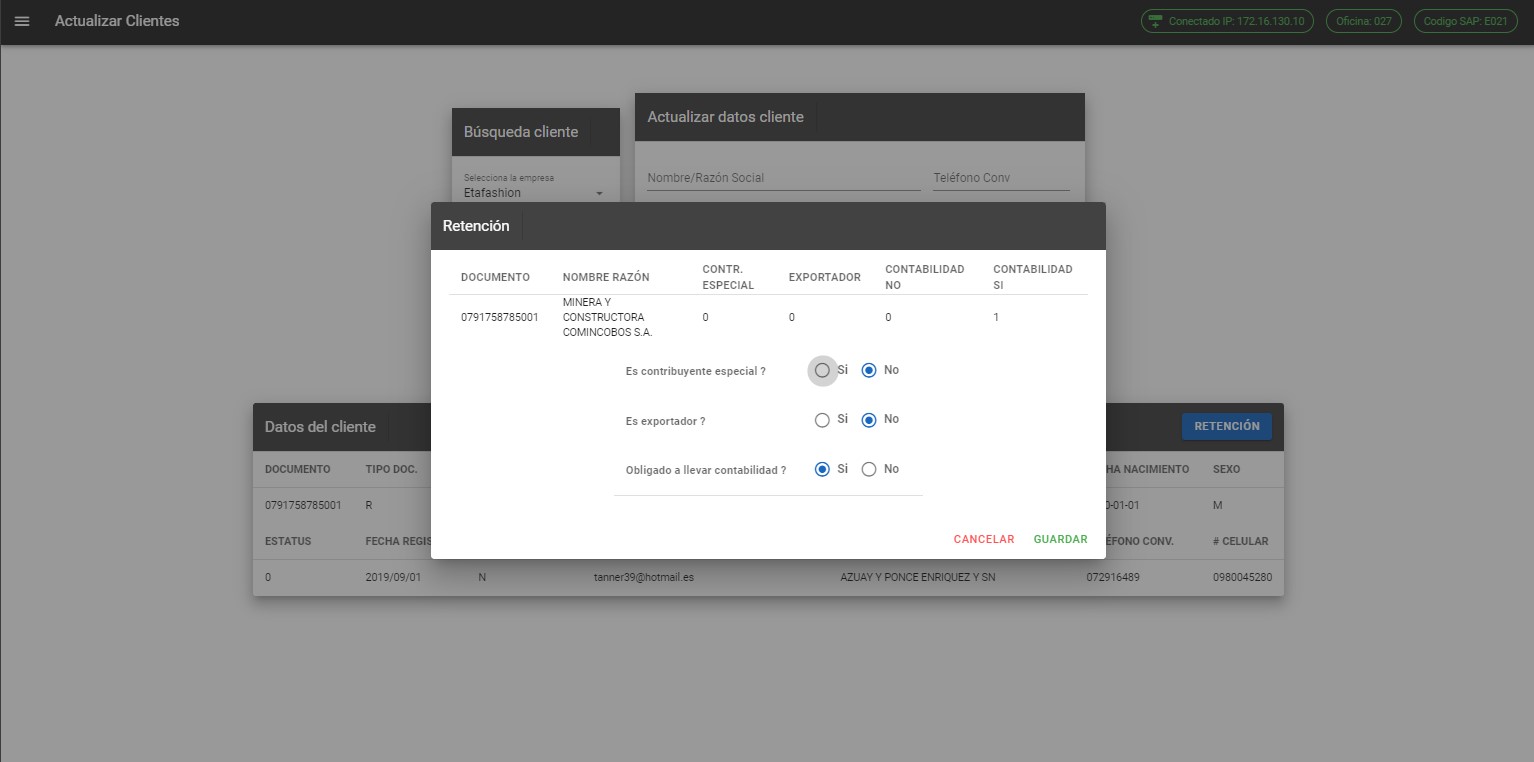 Actualizar Clientes
Conectado IP: 172.16.130.10
Oficina: 027
Codigo SAP: E021
Búsqueda cliente
Actualizar datos cliente
Selecciona la empresa
Etafashion
Nombre/Razón Social
Teléfono Conv
Retención
DOCUMENTO
NOMBRE RAZÓN
CONTR.
ESPECIAL
EXPORTADOR
CONTABILIDAD
NO
CONTABILIDAD
SI
0791758785001
MINERA Y
CONSTRUCTORA
COMINCOBOS S.A.
0
0
0
1
Es contribuyente especial ?
Si
No
Es exportador ?
Si
No
Obligado a llevar contabilidad ?
Si
No
CANCELAR
GUARDAR
Datos del cliente
RETENCIÓN
DOCUMENTO
TIPO DOC.
HA NACIMIENTO
SEXO
0791758785001
R
0-01-01
M
ESTATUS
FECHA REGIS
ÉFONO CONV.
# CELULAR
0
2019/09/01
N
tanner39@hotmail.es
AZUAY Y PONCE ENRIQUEZ Y SN
072916489
0980045280